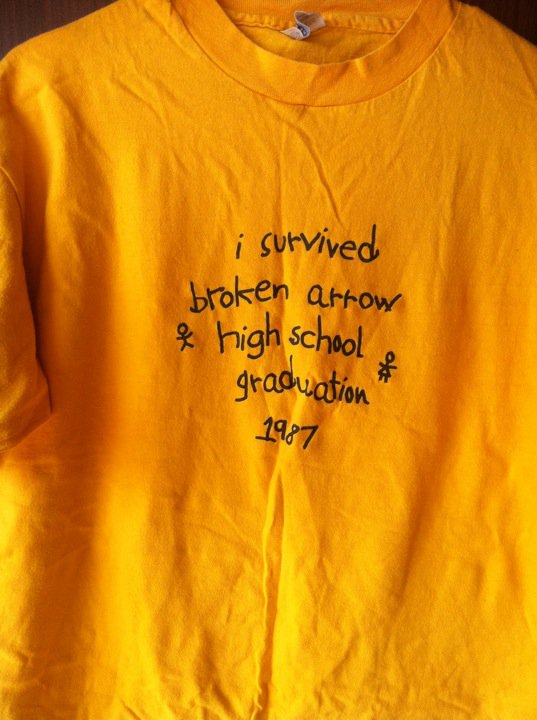 i survived
broken arrow
high school
graduation
1987